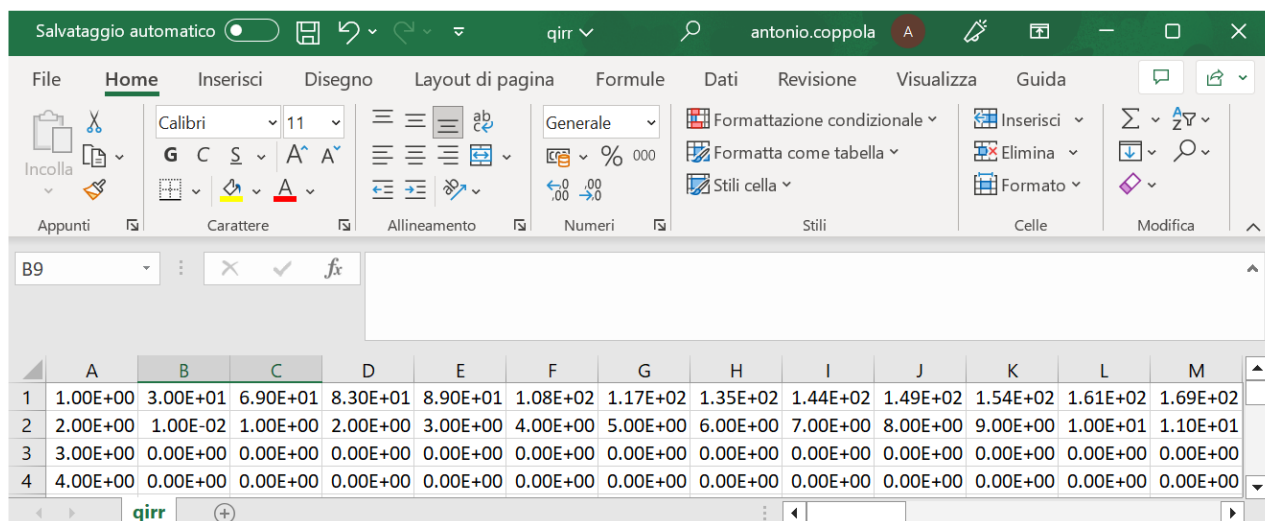 Salvataggio automatico qirr antonio.coppola A
File Home Inserisci Disegno Layout di pagina Formule Dati Revisione Visualizza Guida
Incolla
Calibri 11
G C S A A
ab c
Generale
% 000
Formattazione condizionale
Formatta come tabella
Stili cella
Inserisci
Elimina
Formato
Appunti Carattere Allineamento Numeri Stili Celle Modifica
B9 fx
A B C D E F G H I J K L M
1 1.00E+00 3.00E+01 6.90E+01 8.30E+01 8.90E+01 1.08E+02 1.17E+02 1.35E+02 1.44E+02 1.49E+02 1.54E+02 1.61E+02 1.69E+02
2 2.00E+00 1.00E-02 1.00E+00 2.00E+00 3.00E+00 4.00E+00 5.00E+00 6.00E+00 7.00E+00 8.00E+00 9.00E+00 1.00E+01 1.10E+01
3 3.00E+00 0.00E+00 0.00E+00 0.00E+00 0.00E+00 0.00E+00 0.00E+00 0.00E+00 0.00E+00 0.00E+00 0.00E+00 0.00E+00 0.00E+00
4 4.00E+00 0.00E+00 0.00E+00 0.00E+00 0.00E+00 0.00E+00 0.00E+00 0.00E+00 0.00E+00 0.00E+00 0.00E+00 0.00E+00 0.00E+00
qirr